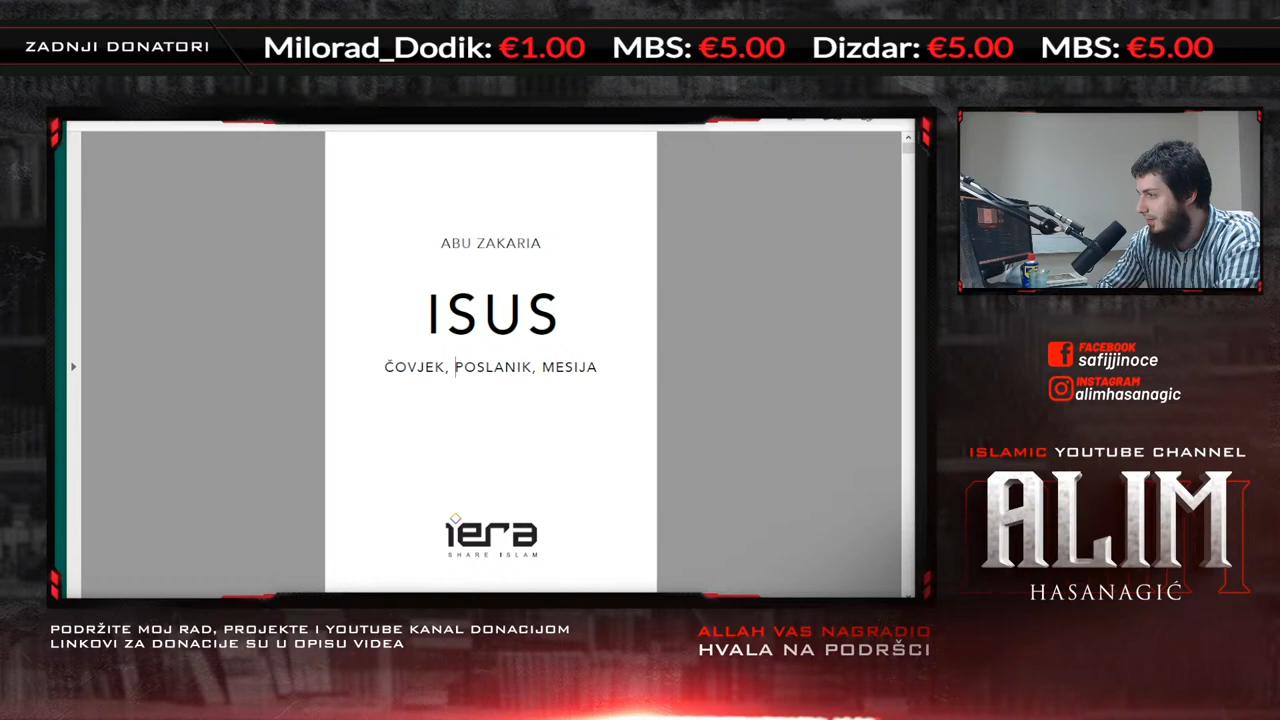 ZADNJI DONATORI
Milorad_Dodik: €1.00 MBS: €5.00 Dizdar: €5.00 MBS: €5.00
ABU ZAKARIA
ISUS
ČOVJEK, POSLANIK, MESIJA
iera
SHARE ISLAM
FACEBOOK
safijjinoce
INSTAGRAM
alimhasanagic
ISLAMIC YOUTUBE CHANNEL
ALIM
HASANAGIĆ
PODRŽITE MOJ RAD, PROJEKTE I YOUTUBE KANAL DONACIJOM
LINKOVI ZA DONACIJE SU U OPISU VIDEA
ALLAH VAS NAGRADIO
HVALA NA PODRŠCI